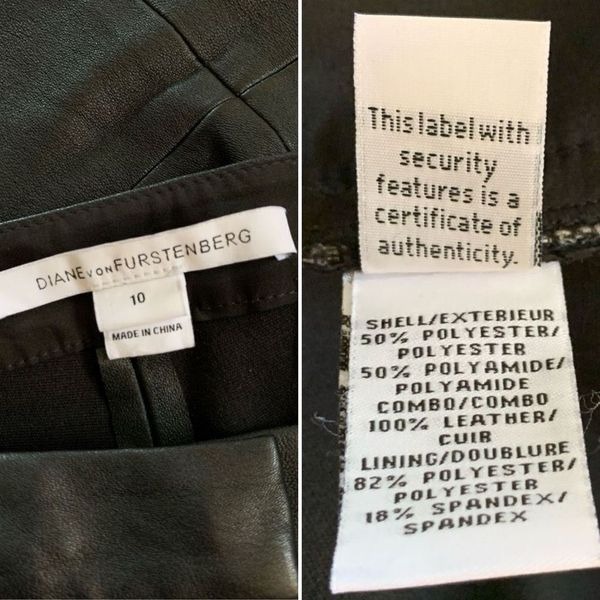 DIANE VON FURSTENBERG
10
MADE IN CHINA
This label with
security
features is a
certificate of
authenticity.
SHELL/EXTERIEUR
50% POLYESTER/
POLYESTER
50% POLYAMIDE/
POLYAMIDE
COMBO/COMBO
100% LEATHER/
CUIR
LINING/DOUBLURE
82% POLYESTER/
POLYESTER
18% SPANDEX/
SPANDEX